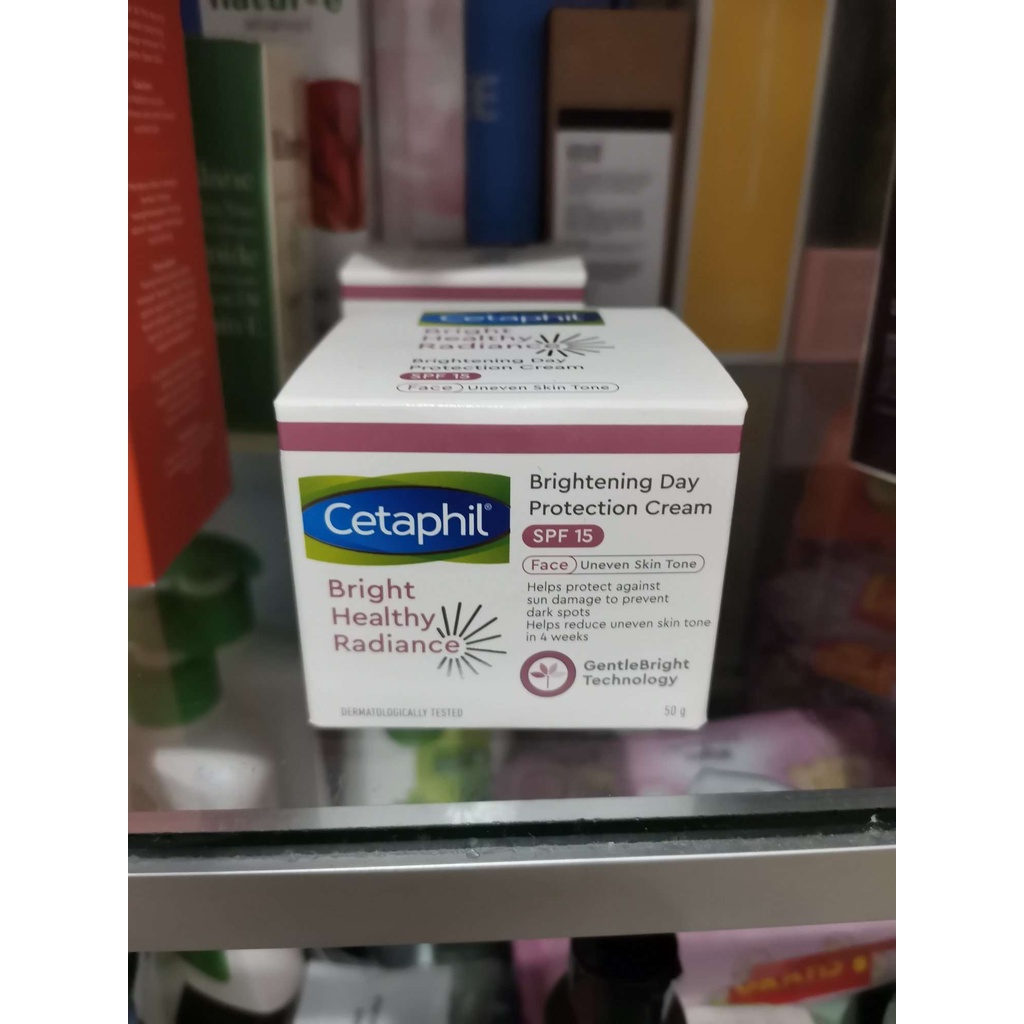 Cetaphil
Bright
Healthy
Radiance
Brightening Day
Protection Cream
SPF 15
Face Uneven Skin Tone
Cetaphil®
Bright
Healthy
Radiance
Brightening Day
Protection Cream
SPF 15
Face Uneven Skin Tone
Helps protect against
sun damage to prevent
dark spots
Helps reduce uneven skin tone
in 4 weeks
GentleBright
Technology
DERMATOLOGICALLY TESTED
50 g